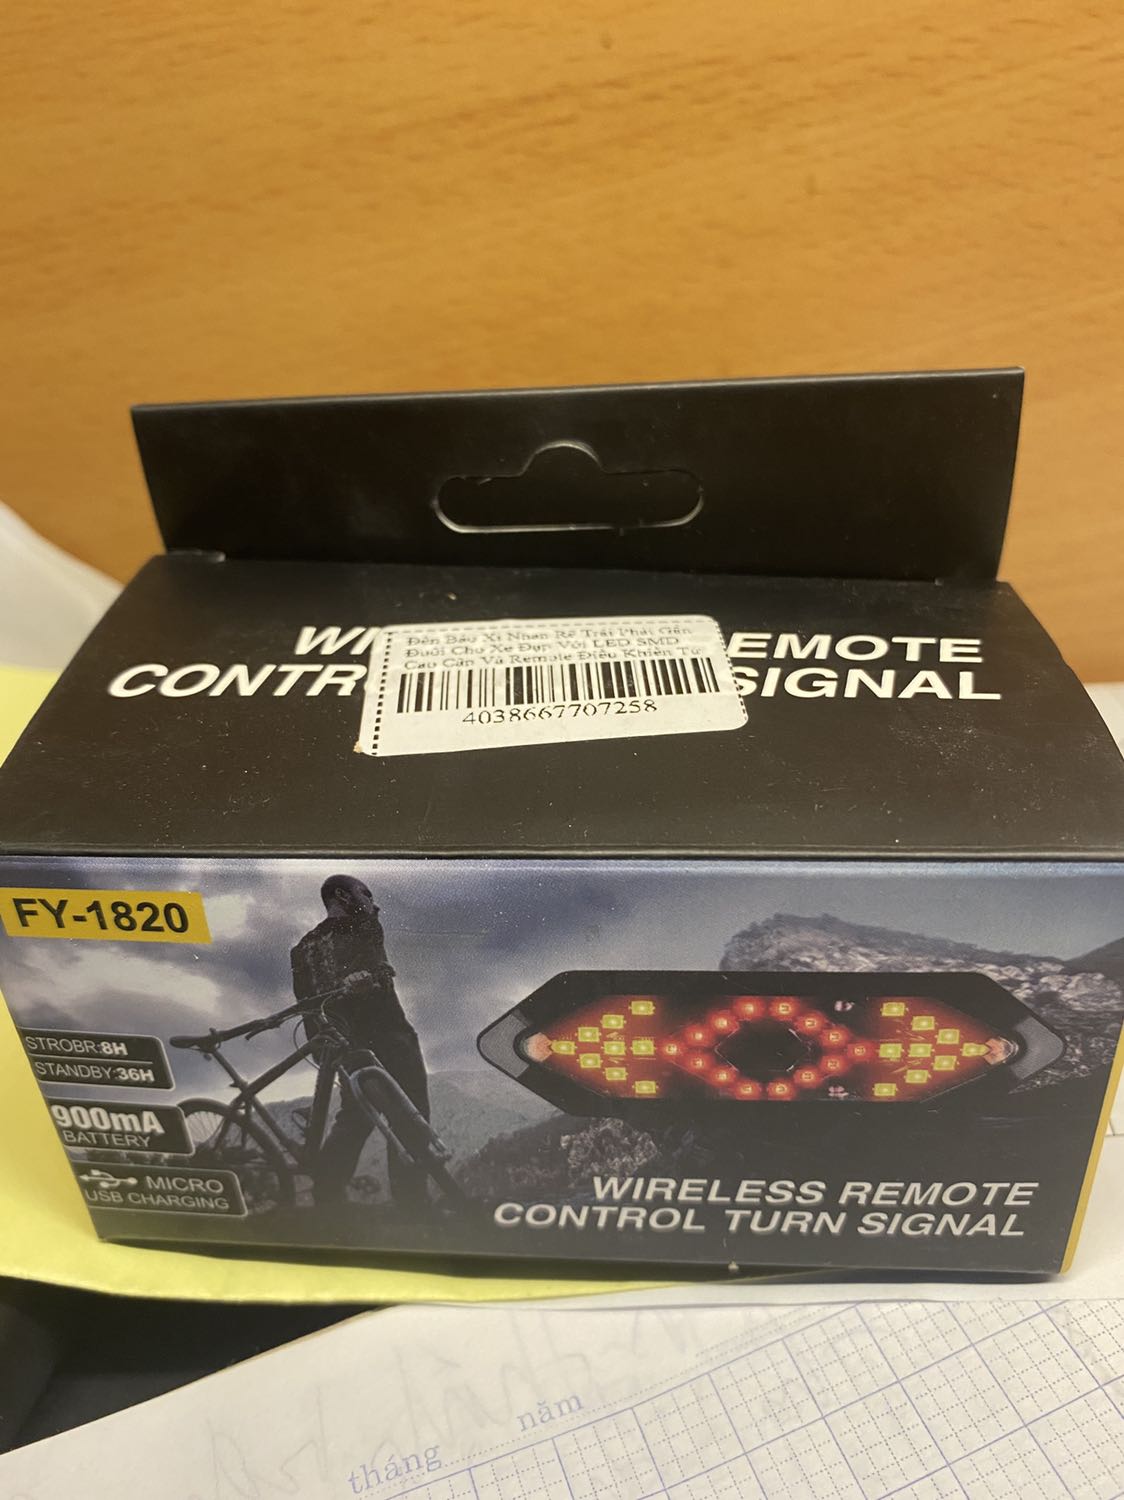 WI EMOTE
CONTR SIGNAL
Đèn Báo Xi Nhan Rẽ Trái Phải Gắn
Đuôi Cho Xe Đạp Với LED SMD
Cao Cấp Và Remote Điều Khiển Từ
4038667707258
FY-1820
STROBR:8H
STANDBY:36H
900mA
BATTERY
MICRO
USB CHARGING
WIRELESS REMOTE
CONTROL TURN SIGNAL
tháng năm